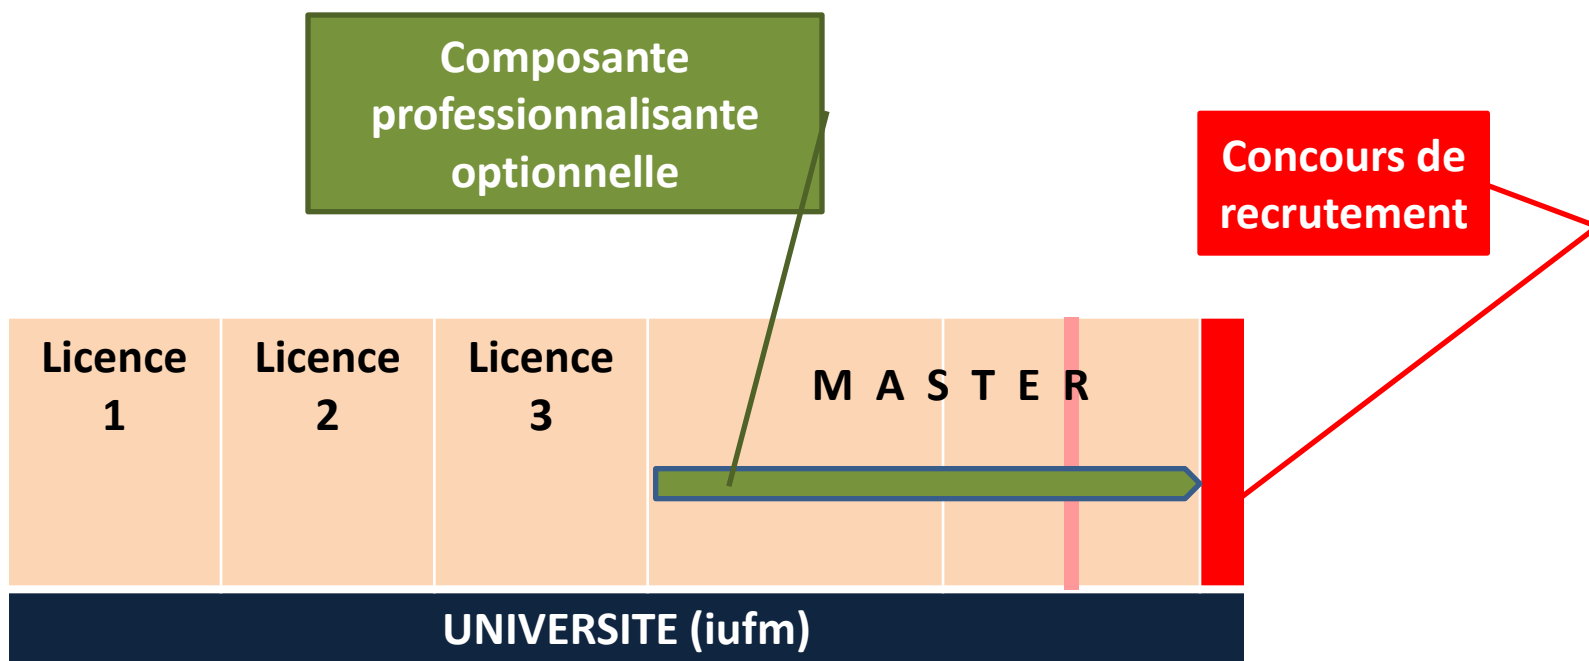 Composante
professionnalisante
optionnelle
Concours de
recrutement
Licence
1
Licence
2
Licence
3
M A S T E R
UNIVERSITE (iufm)